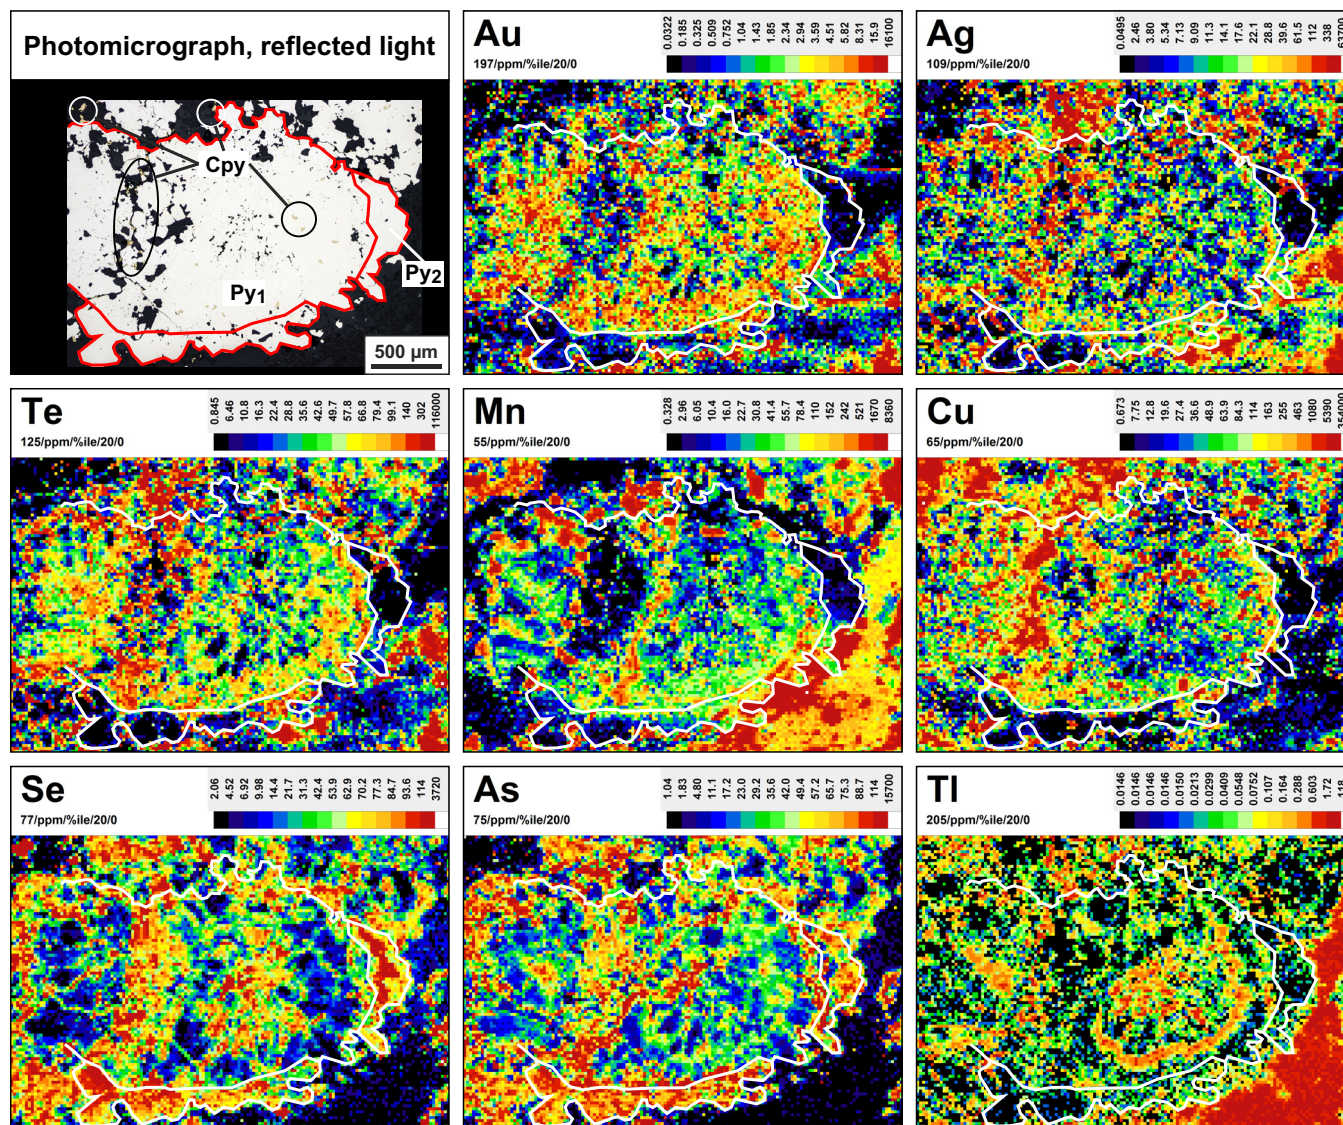 Photomicrograph, reflected light
Cpy
Py1
Py2
500 µm
Au
197/ppm/%ile/20/0
0.0322 0.185 0.325 0.509 0.752 1.04 1.43 1.85 2.34 2.94 3.59 4.51 5.82 8.31 15.9 16100
Ag
109/ppm/%ile/20/0
0.0495 2.46 3.80 5.34 7.13 9.09 11.3 14.1 17.6 22.1 28.8 39.6 61.5 112 338 63700
Te
125/ppm/%ile/20/0
0.845 6.46 10.8 16.3 22.4 28.8 35.6 42.6 49.7 57.8 66.8 79.4 99.1 140 302 116000
Mn
55/ppm/%ile/20/0
0.328 2.96 6.05 10.4 16.0 22.7 30.8 41.4 55.7 78.4 110 152 242 521 1670 8360
Cu
65/ppm/%ile/20/0
0.673 7.75 12.8 19.6 27.4 36.6 48.9 63.9 84.3 114 163 255 463 1080 5390
Se
77/ppm/%ile/20/0
2.06 4.52 6.92 9.98 14.4 21.7 31.3 42.4 53.9 62.9 70.2 77.3 84.7 93.6 114 3720
As
75/ppm/%ile/20/0
1.04 1.83 4.80 11.1 17.2 23.0 29.2 35.6 42.0 49.4 57.2 65.7 75.3 88.7 114 15700
Tl
205/ppm/%ile/20/0
0.0146 0.0146 0.0146 0.0146 0.0150 0.0213 0.0299 0.0409 0.0548 0.0752 0.107 0.164 0.288 0.603 1.72 118